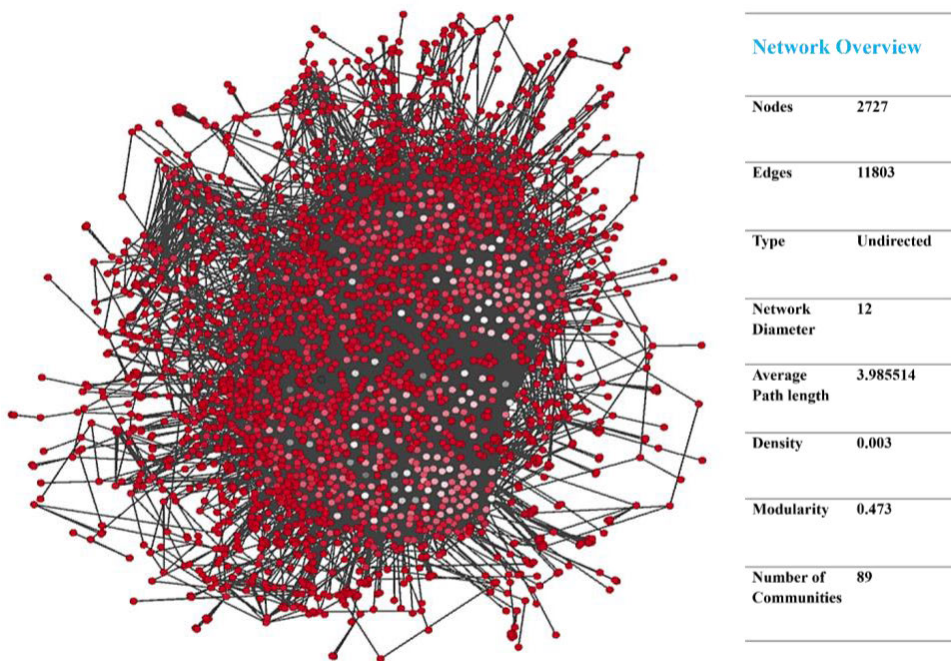 Network Overview
Nodes 2727
Edges 11803
Type Undirected
Network 12
Diameter
Average 3.985514
Path length
Density 0.003
Modularity 0.473
Number of 89
Communities